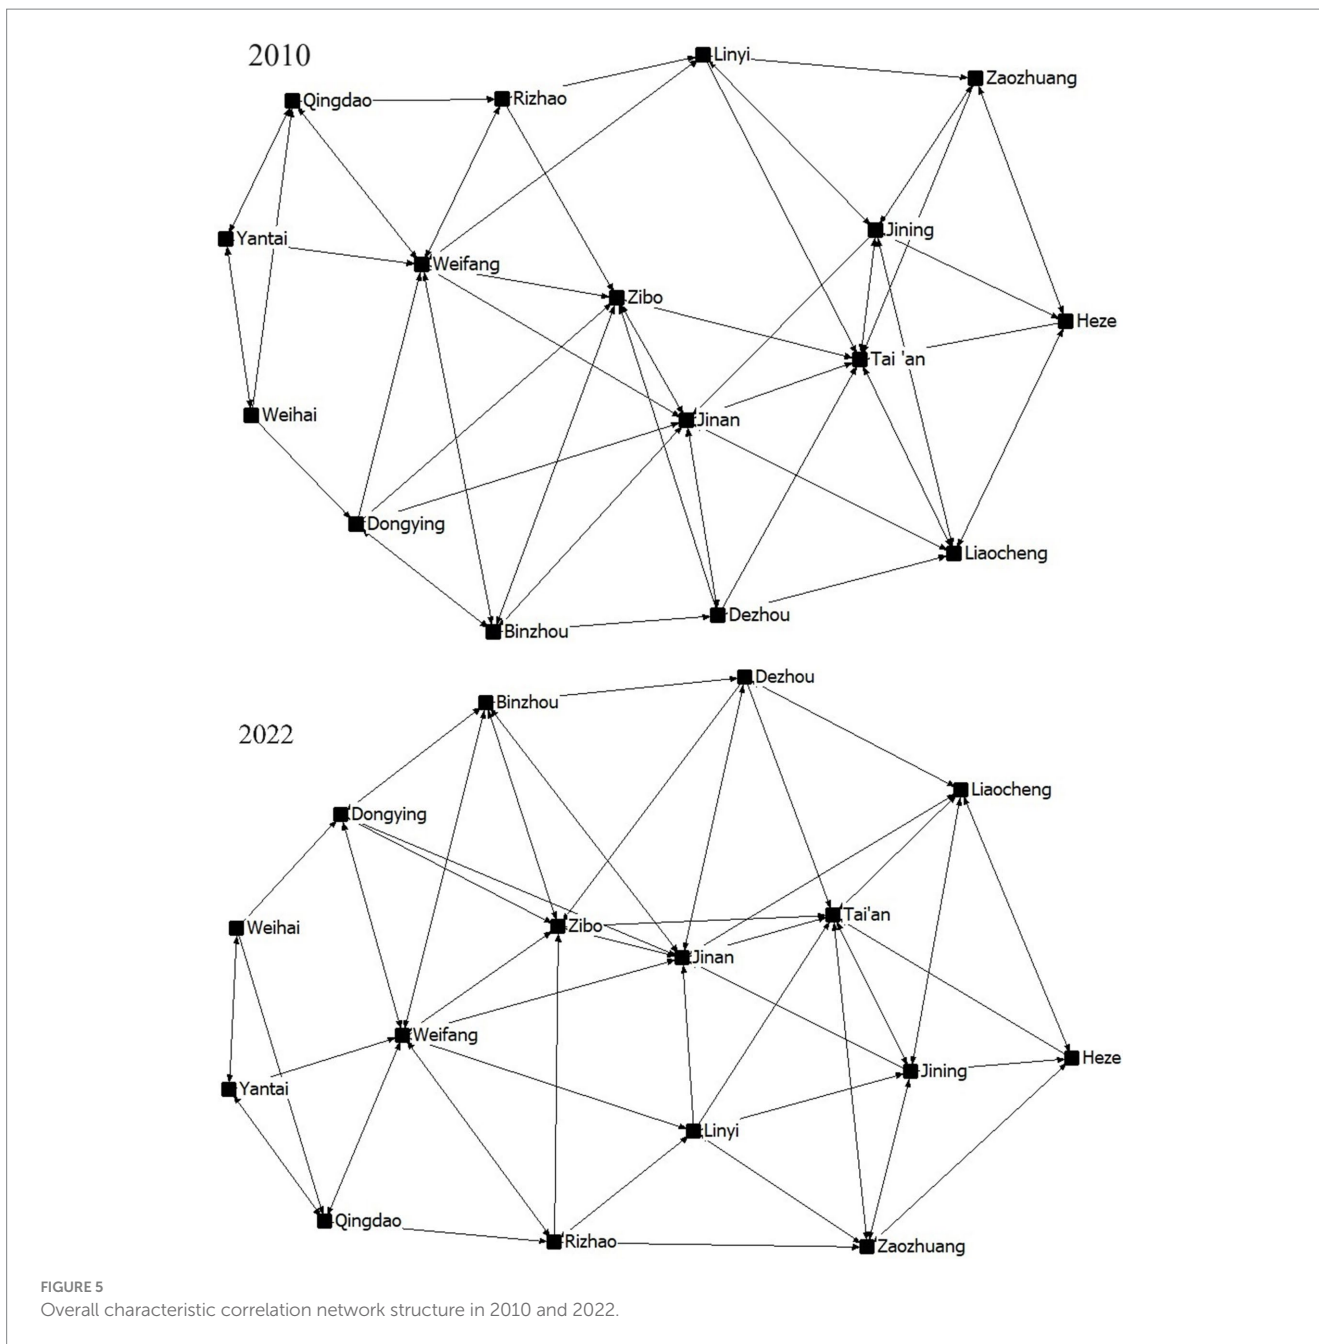 2010
Linyi
Zaozhuang
Qingdao
Rizhao
Jining
Yantai
Weifang
Zibo
Heze
Tai 'an
Weihai
Jinan
Dongying
Liaocheng
Dezhou
Binzhou
Dezhou
Binzhou
2022
Liaocheng
Dongying
Tai'an
Weihai
Zibo
Jinan
Weifang
Heze
Jining
Yantai
Linyi
Qingdao
Rizhao
Zaozhuang
FIGURE 5
Overall characteristic correlation network structure in 2010 and 2022.